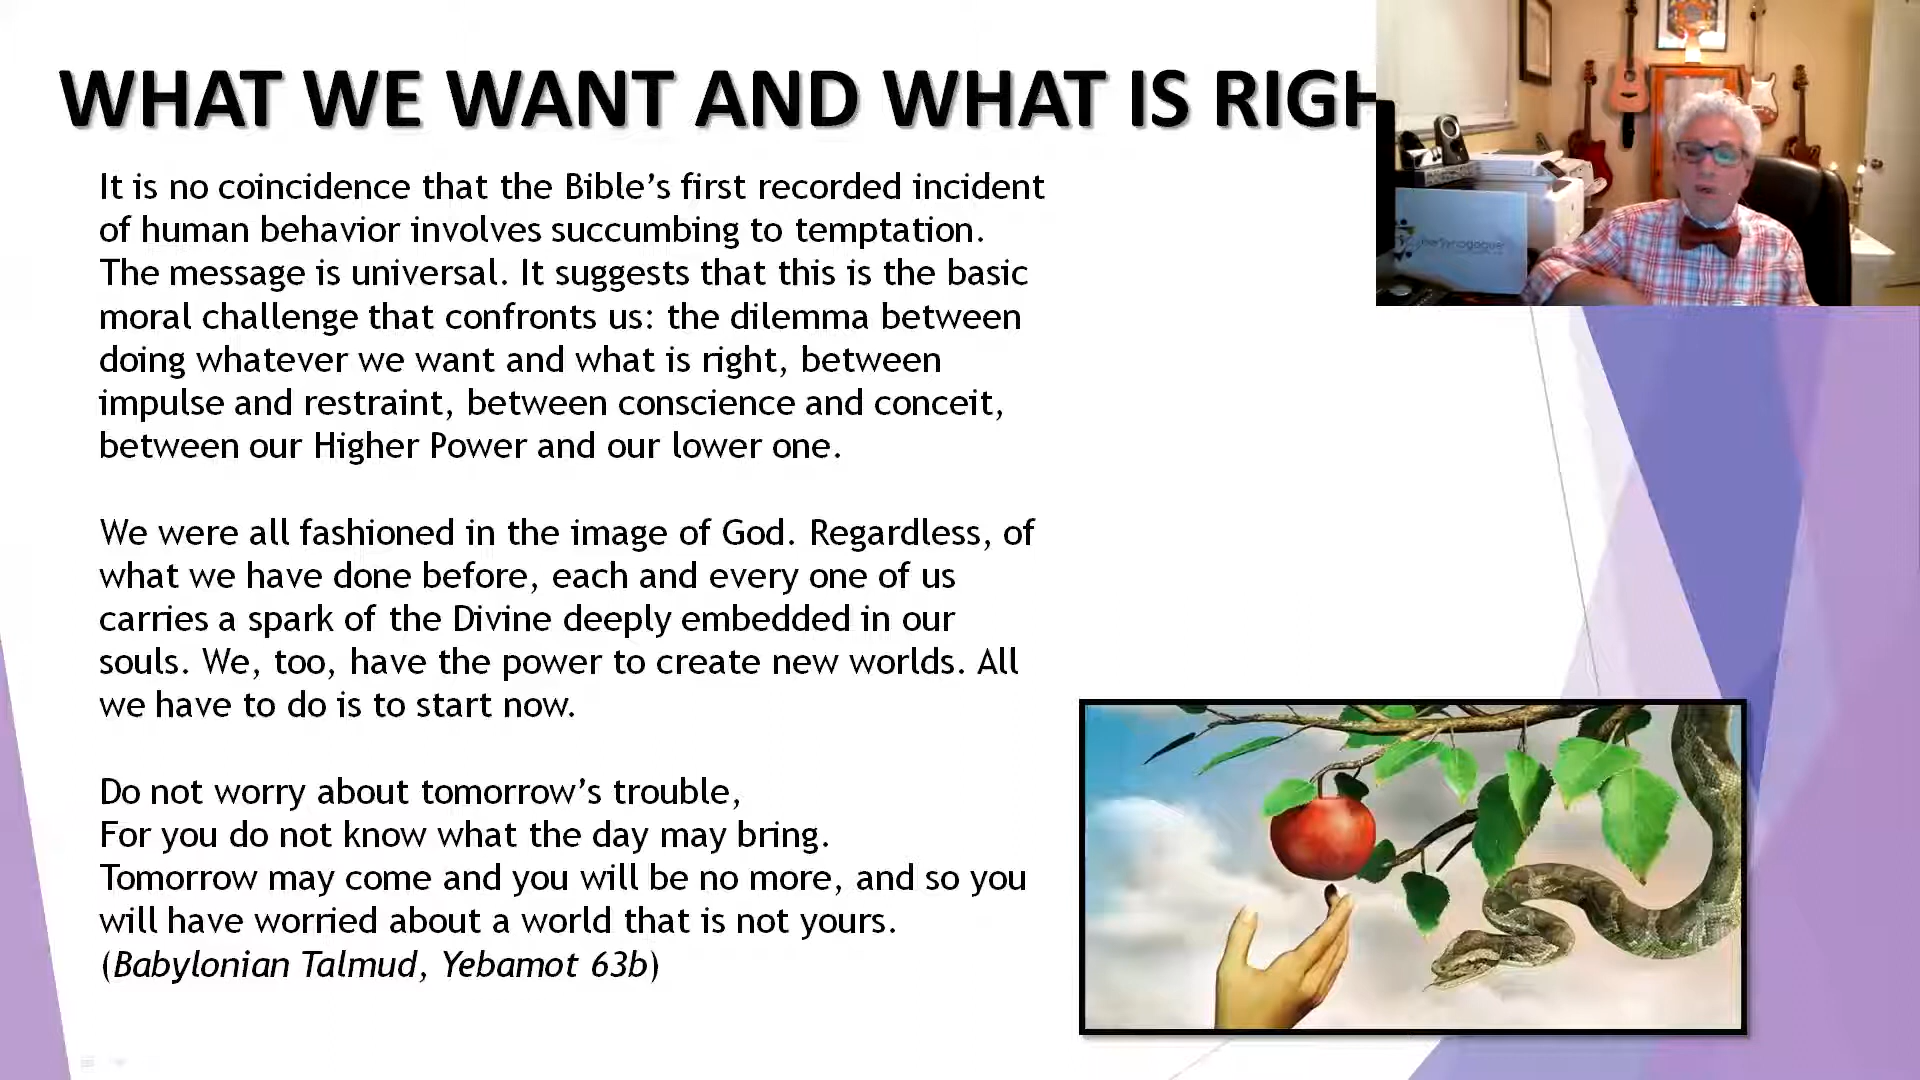 WHAT WE WANT AND WHAT IS RIGH
It is no coincidence that the Bible’s first recorded incident
of human behavior involves succumbing to temptation.
The message is universal. It suggests that this is the basic
moral challenge that confronts us: the dilemma between
doing whatever we want and what is right, between
impulse and restraint, between conscience and conceit,
between our Higher Power and our lower one.
We were all fashioned in the image of God. Regardless, of
what we have done before, each and every one of us
carries a spark of the Divine deeply embedded in our
souls. We, too, have the power to create new worlds. All
we have to do is to start now.
Do not worry about tomorrow’s trouble,
For you do not know what the day may bring.
Tomorrow may come and you will be no more, and so you
will have worried about a world that is not yours.
(Babylonian Talmud, Yebamot 63b)